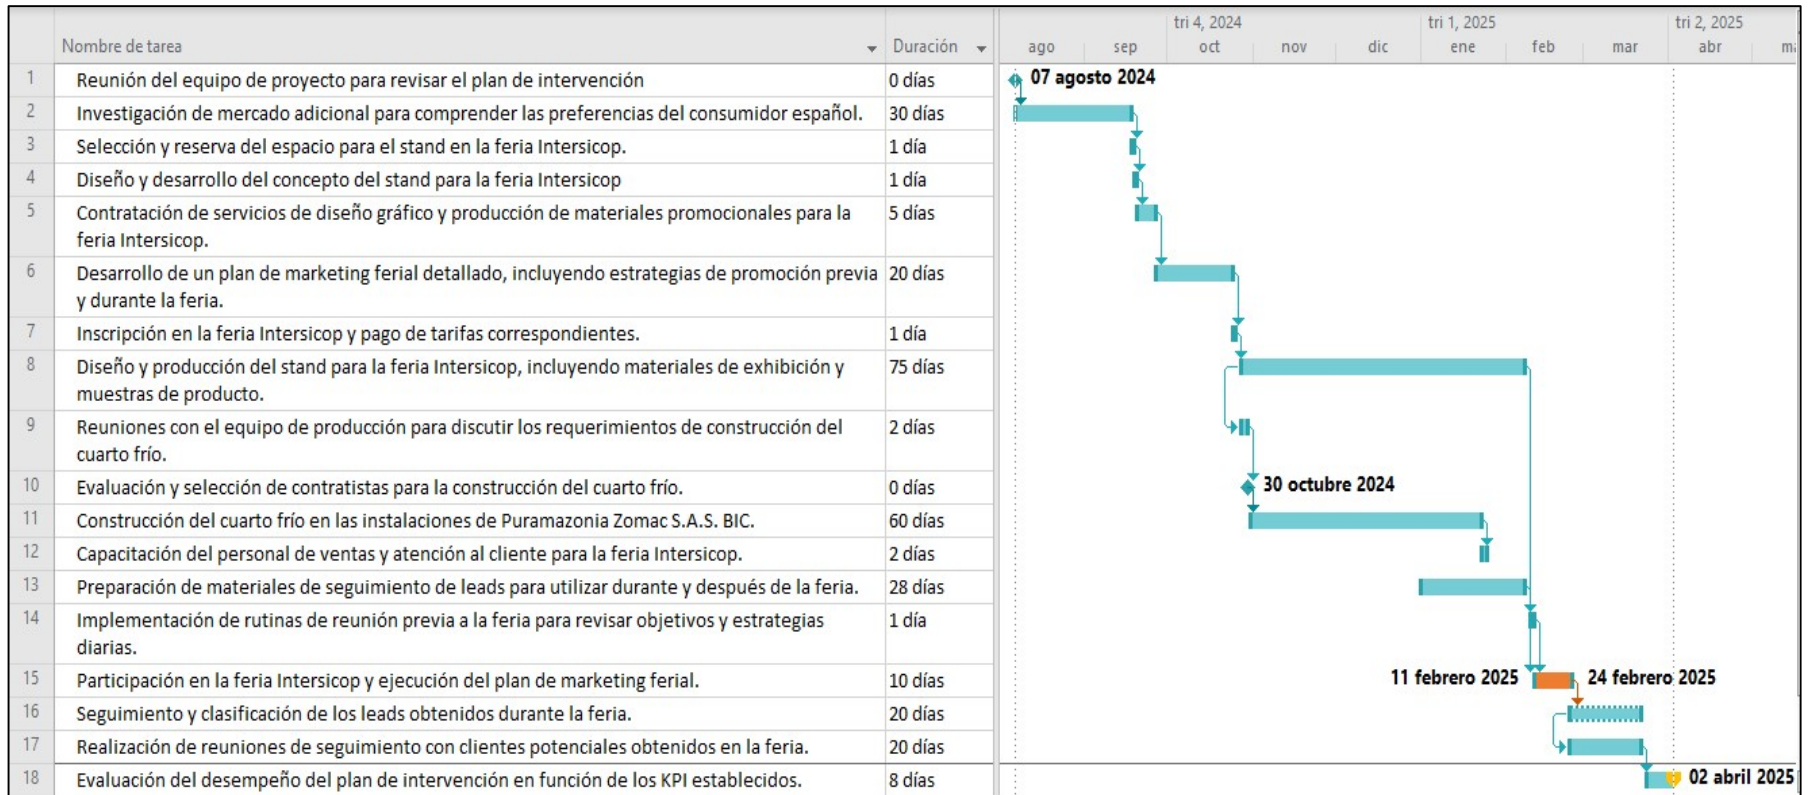 tri 4, 2024 tri 1, 2025 tri 2, 2025
Nombre de tarea Duración ago sep oct nov dic ene feb mar abr
1 Reunión del equipo de proyecto para revisar el plan de intervención 0 días 07 agosto 2024
2 Investigación de mercado adicional para comprender las preferencias del consumidor español. 30 días
3 Selección y reserva del espacio para el stand en la feria Intersicop. 1 día
4 Diseño y desarrollo del concepto del stand para la feria Intersicop 1 día
5 Contratación de servicios de diseño gráfico y producción de materiales promocionales para la 5 días
feria Intersicop.
6 Desarrollo de un plan de marketing ferial detallado, incluyendo estrategias de promoción previa 20 días
y durante la feria.
7 Inscripción en la feria Intersicop y pago de tarifas correspondientes. 1 día
8 Diseño y producción del stand para la feria Intersicop, incluyendo materiales de exhibición y 75 días
muestras de producto.
9 Reuniones con el equipo de producción para discutir los requerimientos de construcción del 2 días
cuarto frío.
10 Evaluación y selección de contratistas para la construcción del cuarto frío. 0 días 30 octubre 2024
11 Construcción del cuarto frío en las instalaciones de Puramazonia Zomac S.A.S. BIC. 60 días
12 Capacitación del personal de ventas y atención al cliente para la feria Intersicop. 2 días
13 Preparación de materiales de seguimiento de leads para utilizar durante y después de la feria. 28 días
14 Implementación de rutinas de reunión previa a la feria para revisar objetivos y estrategias 1 día
diarias.
15 Participación en la feria Intersicop y ejecución del plan de marketing ferial. 10 días 11 febrero 2025 24 febrero 2025
16 Seguimiento y clasificación de los leads obtenidos durante la feria. 20 días
17 Realización de reuniones de seguimiento con clientes potenciales obtenidos en la feria. 20 días
18 Evaluación del desempeño del plan de intervención en función de los KPI establecidos. 8 días 02 abril 2025